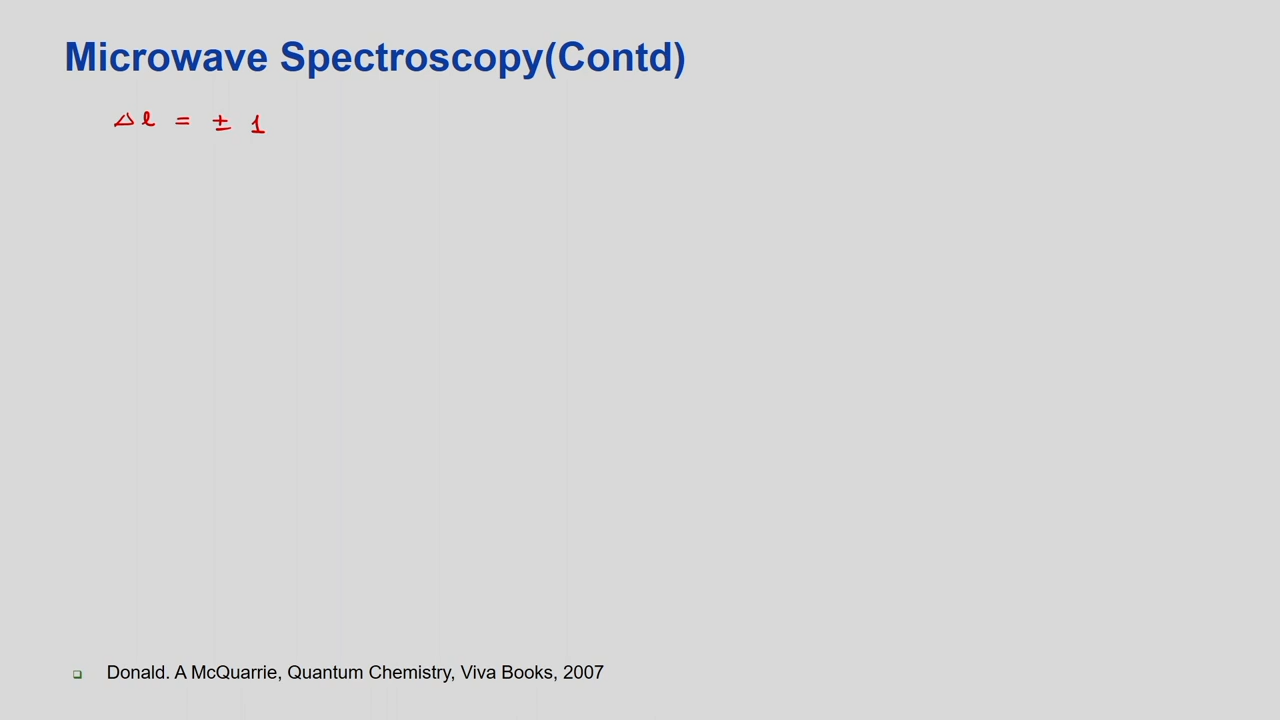 Microwave Spectroscopy(Contd)
Δl = ± 1
Donald. A McQuarrie, Quantum Chemistry, Viva Books, 2007